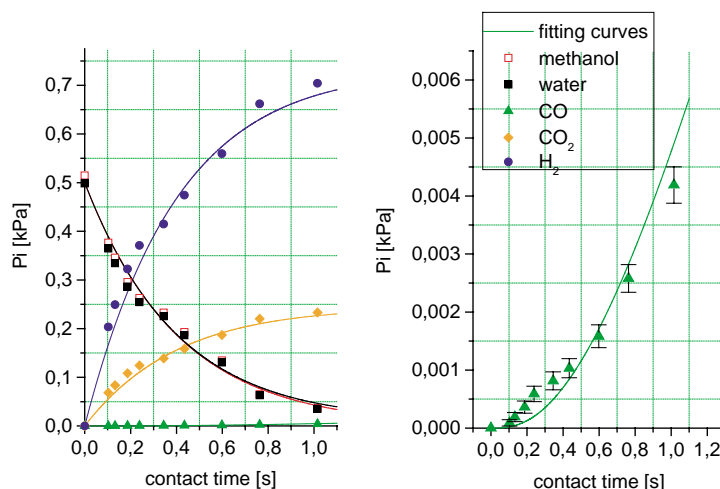 0,7
0,6
0,5
0,4
0,3
0,2
0,1
0,0
Pi [kPa]
0,0 0,2 0,4 0,6 0,8 1,0
contact time [s]
fitting curves
methanol
water
CO
CO₂
H₂
0,006
0,005
0,004
0,003
0,002
0,001
0,000
Pi [kPa]
0,0 0,2 0,4 0,6 0,8 1,0 1,2
contact time [s]